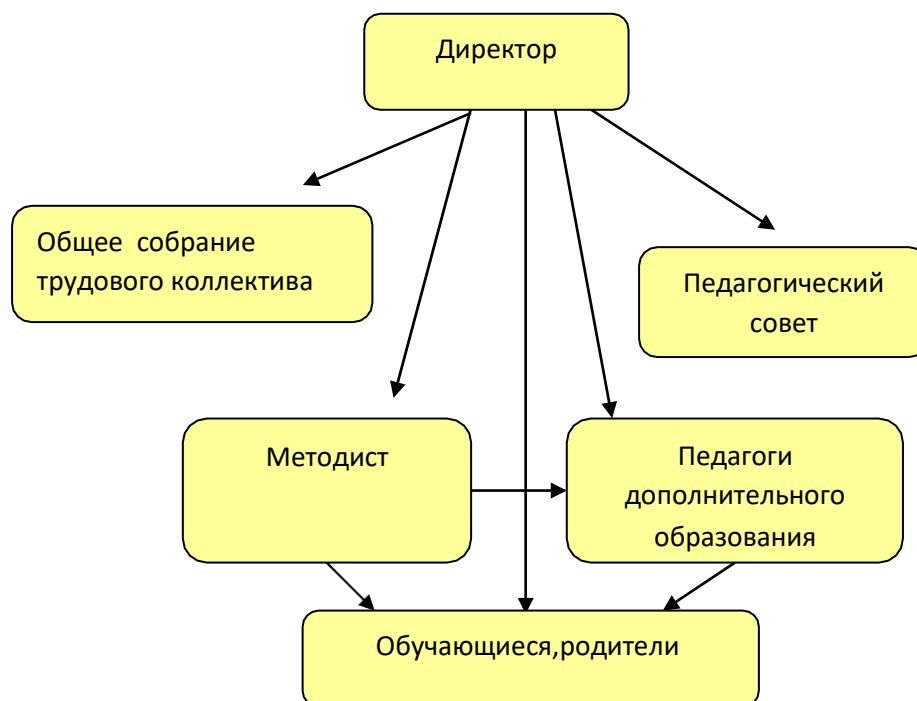 Директор
Общее собрание
трудового коллектива
Педагогический
совет
Методист
Педагоги
дополнительного
образования
Обучающиеся,родители